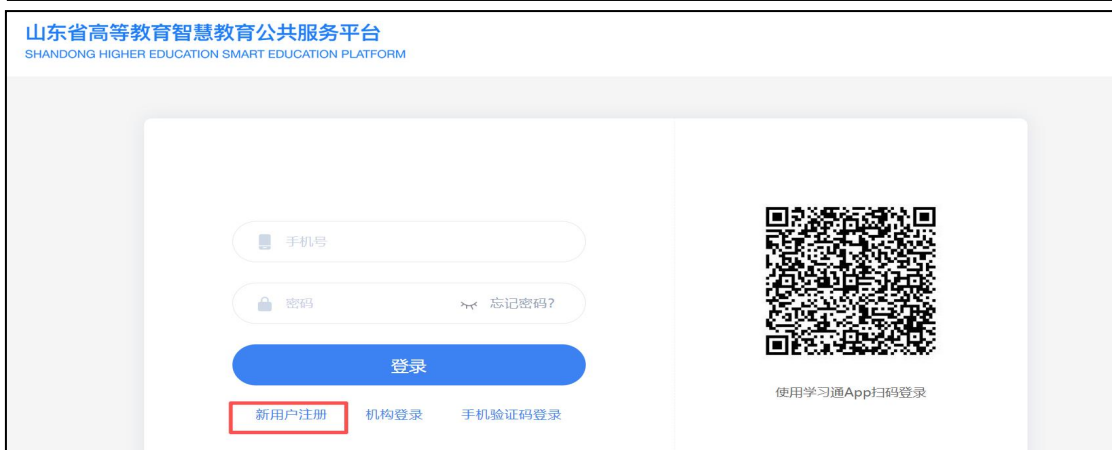 山东省高等教育智慧教育公共服务平台
SHANDONG HIGHER EDUCATION SMART EDUCATION PLATFORM
手机号
密码 忘记密码?
登录
新用户注册 机构登录 手机验证码登录
使用学习通App扫码登录